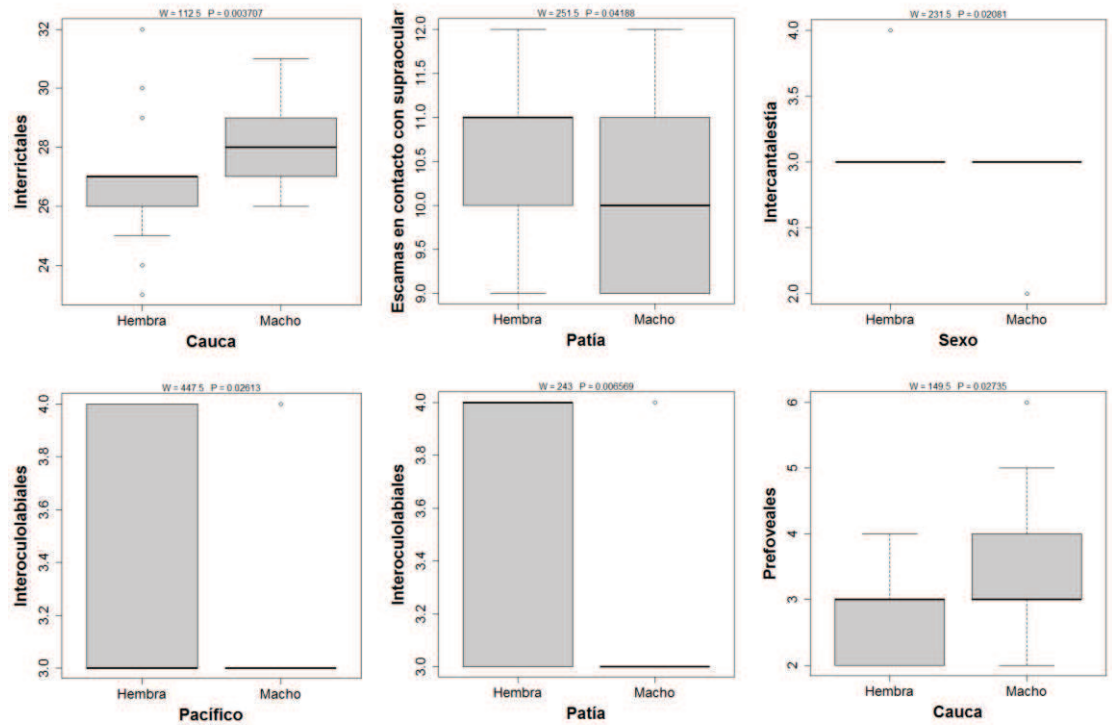 W = 112.5 P = 0.003707
Interrictales
32
30
28
26
24
Hembra Macho
Cauca
W = 251.5 P = 0.04188
Escamas en contacto con supraocular
12.0
11.5
11.0
10.5
10.0
9.5
9.0
Hembra Macho
Patía
W = 231.5 P = 0.02081
Intercantalestia
4.0
3.5
3.0
2.5
2.0
Hembra Macho
Sexo
W = 447.5 P = 0.02613
Interoculolabiales
4.0
3.8
3.6
3.4
3.2
3.0
Hembra Macho
Pacífico
W = 243 P = 0.006569
Interoculolabiales
4.0
3.8
3.6
3.4
3.2
3.0
Hembra Macho
Patía
W = 149.5 P = 0.02735
Prefoveales
6
5
4
3
2
Hembra Macho
Cauca